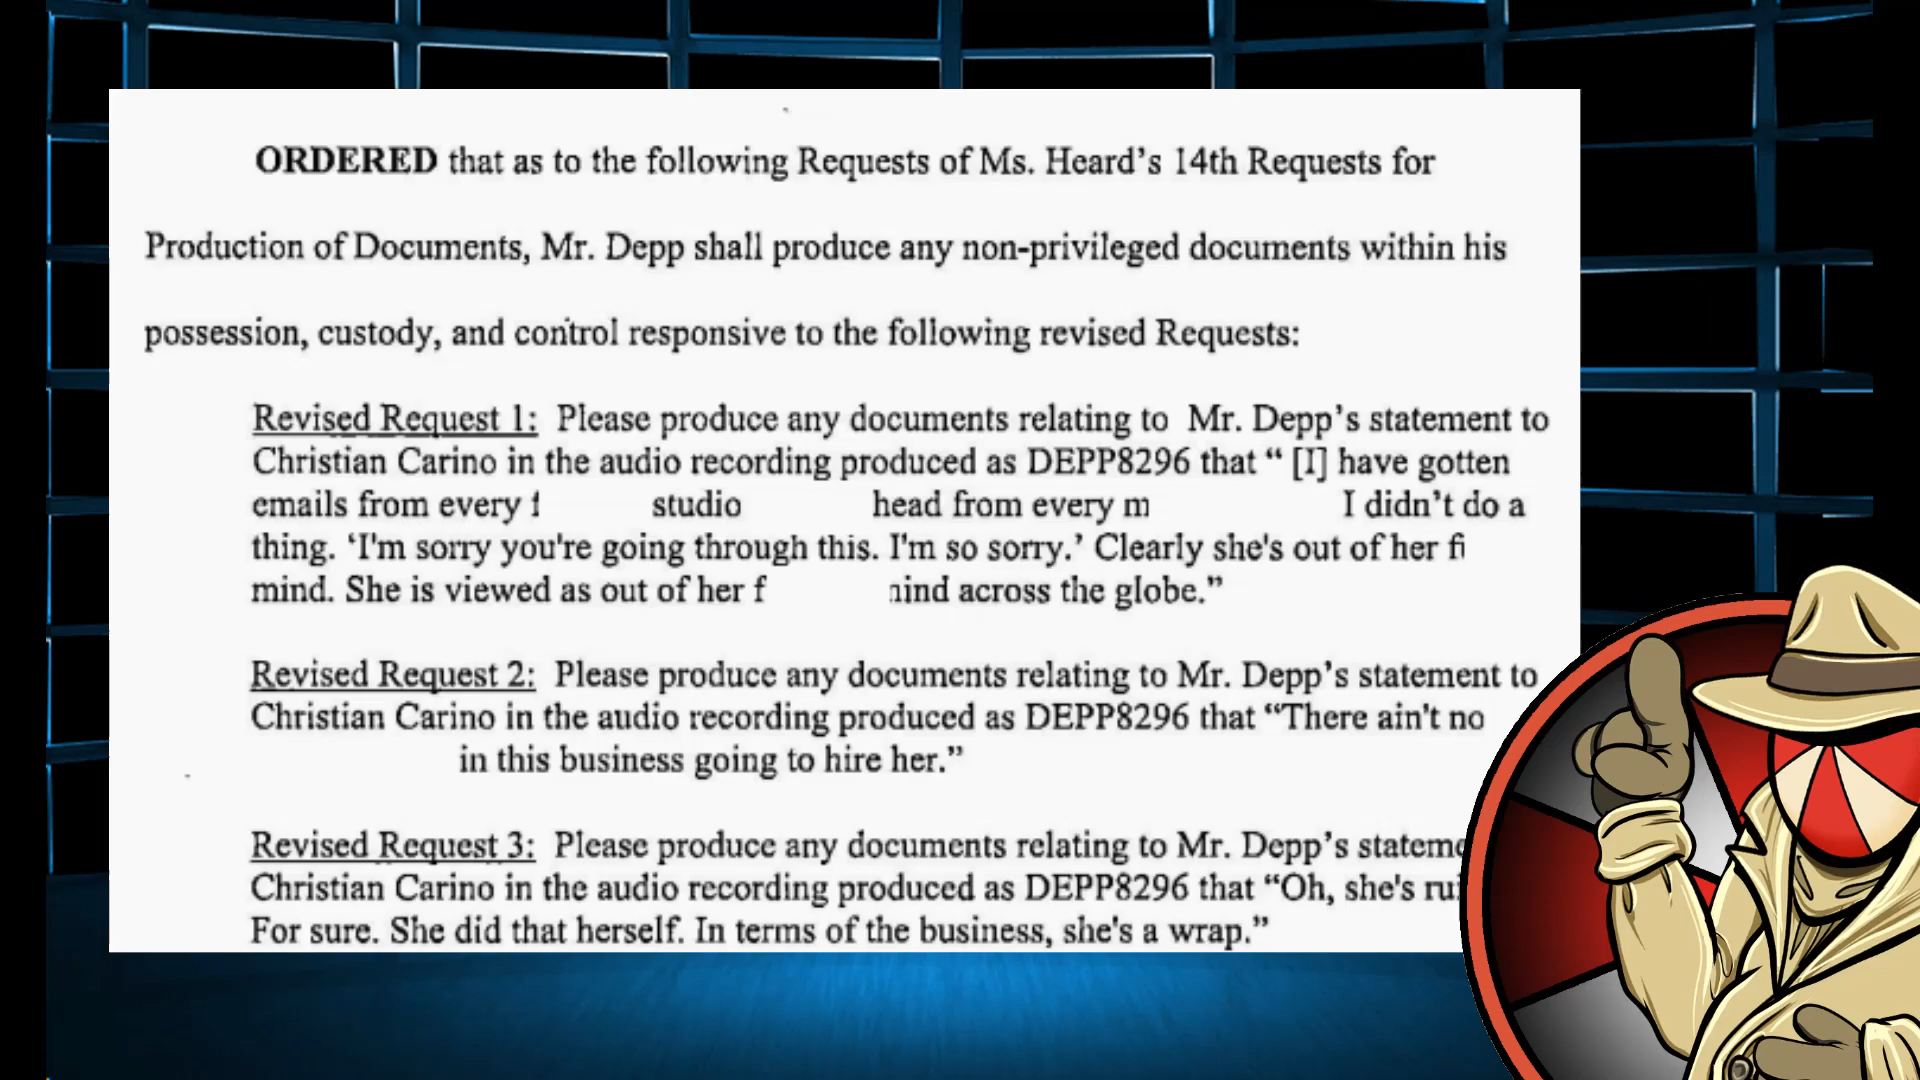 ORDERED that as to the following Requests of Ms. Heard's 14th Requests for
Production of Documents, Mr. Depp shall produce any non-privileged documents within his
possession, custody, and control responsive to the following revised Requests:
Revised Request 1: Please produce any documents relating to Mr. Depp's statement to
Christian Carino in the audio recording produced as DEPP8296 that “ [I] have gotten
emails from every f studio head from every m I didn't do a
thing. ‘I'm sorry you're going through this. I'm so sorry.’ Clearly she's out of her fi
mind. She is viewed as out of her f mind across the globe.”
Revised Request 2: Please produce any documents relating to Mr. Depp's statement to
Christian Carino in the audio recording produced as DEPP8296 that “There ain't no
in this business going to hire her.”
Revised Request 3: Please produce any documents relating to Mr. Depp's
Christian Carino in the audio recording produced as DEPP8296 that “Oh, she's
For sure. She did that herself. In terms of the business, she's a wrap.”